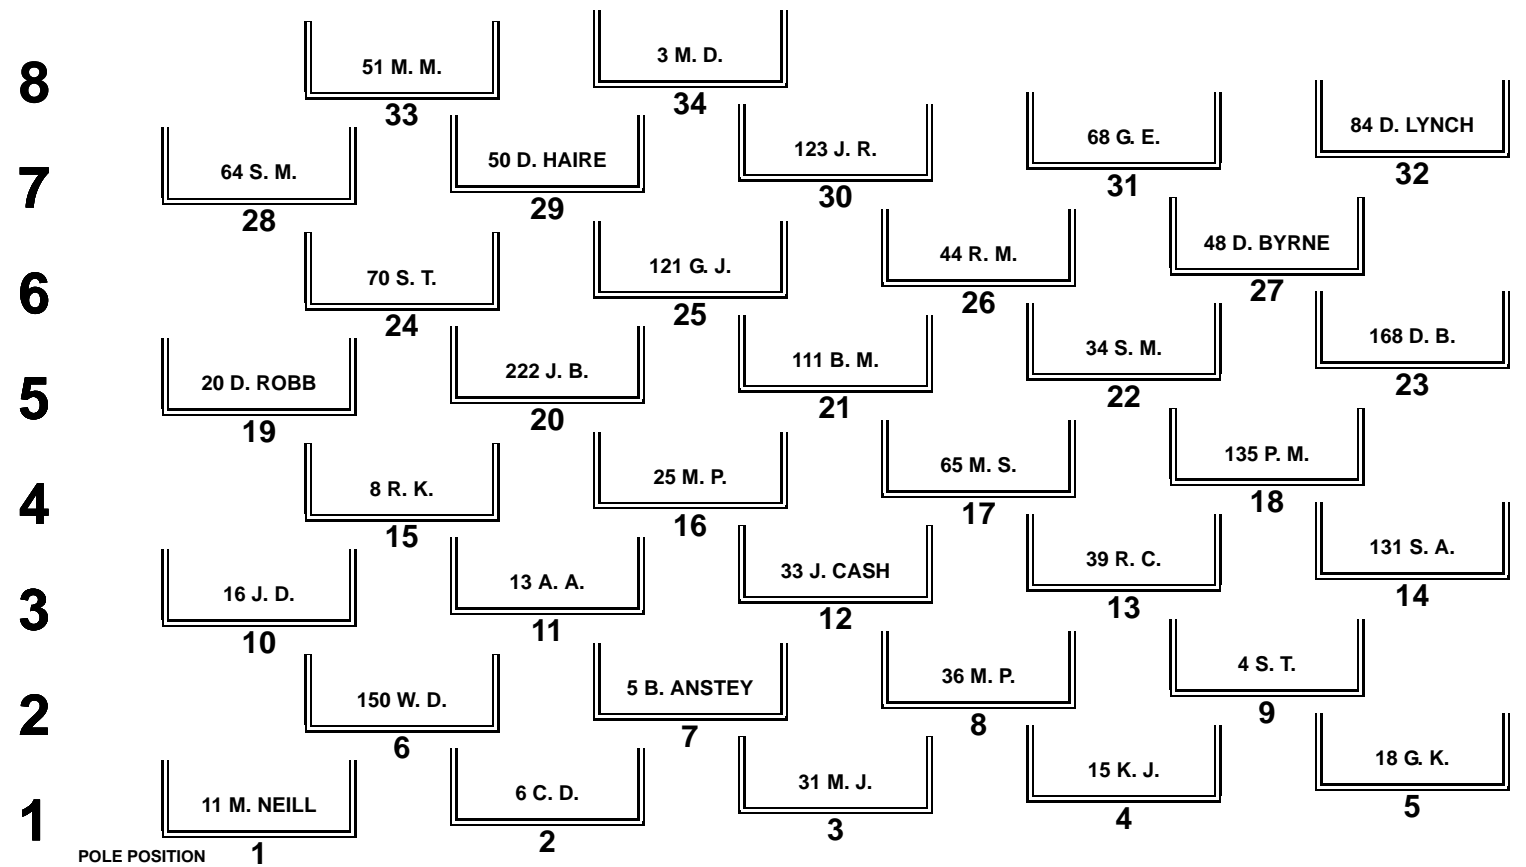 8
51 M. M.
33
3 M. D.
34
7
64 S. M.
28
50 D. HAIRE
29
123 J. R.
30
68 G. E.
31
84 D. LYNCH
32
6
70 S. T.
24
121 G. J.
25
44 R. M.
26
48 D. BYRNE
27
5
20 D. ROBB
19
222 J. B.
20
111 B. M.
21
34 S. M.
22
168 D. B.
23
4
8 R. K.
15
25 M. P.
16
65 M. S.
17
135 P. M.
18
3
16 J. D.
10
13 A. A.
11
33 J. CASH
12
39 R. C.
13
131 S. A.
14
2
150 W. D.
6
5 B. ANSTEY
7
36 M. P.
8
4 S. T.
9
1
11 M. NEILL
POLE POSITION 1
6 C. D.
2
31 M. J.
3
15 K. J.
4
18 G. K.
5